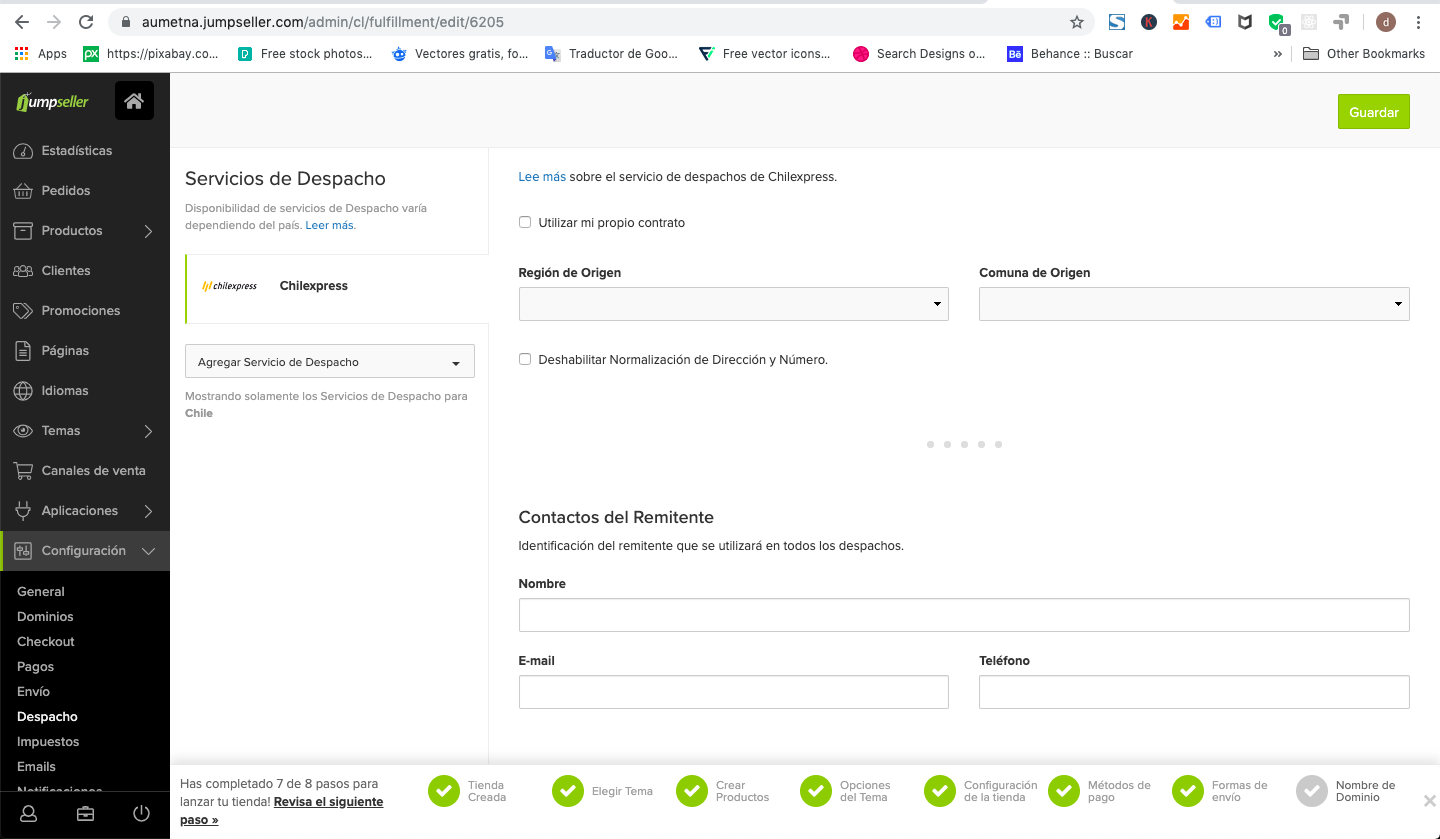 aumetna.jumpseller.com/admin/cl/fulfillment/edit/6205
Apps
px
https://pixabay.co...
Free stock photos...
Vectores gratis, fo...
Traductor de Goo...
Free vector icons...
Search Designs o...
Bē
Behance :: Buscar
»
Other Bookmarks
S
K
0
d
jumpseller
Estadísticas
Pedidos
Productos
Clientes
Promociones
Páginas
Idiomas
Temas
Canales de venta
Aplicaciones
Configuración
General
Dominios
Checkout
Pagos
Envío
Despacho
Impuestos
Emails
Notificaciones
Guardar
Servicios de Despacho
Disponibilidad de servicios de Despacho varía
dependiendo del país. Leer más.
chilexpress
Chilexpress
Agregar Servicio de Despacho
Mostrando solamente los Servicios de Despacho para
Chile
Lee más sobre el servicio de despachos de Chilexpress.
Utilizar mi propio contrato
Región de Origen
Comuna de Origen
Deshabilitar Normalización de Dirección y Número.
Contactos del Remitente
Identificación del remitente que se utilizará en todos los despachos.
Nombre
E-mail
Teléfono
Has completado 7 de 8 pasos para
lanzar tu tienda! Revisa el siguiente
paso »
Tienda
Creada
Elegir Tema
Crear
Productos
Opciones
del Tema
Configuración
de la tienda
Métodos de
pago
Formas de
envío
Nombre de
Dominio